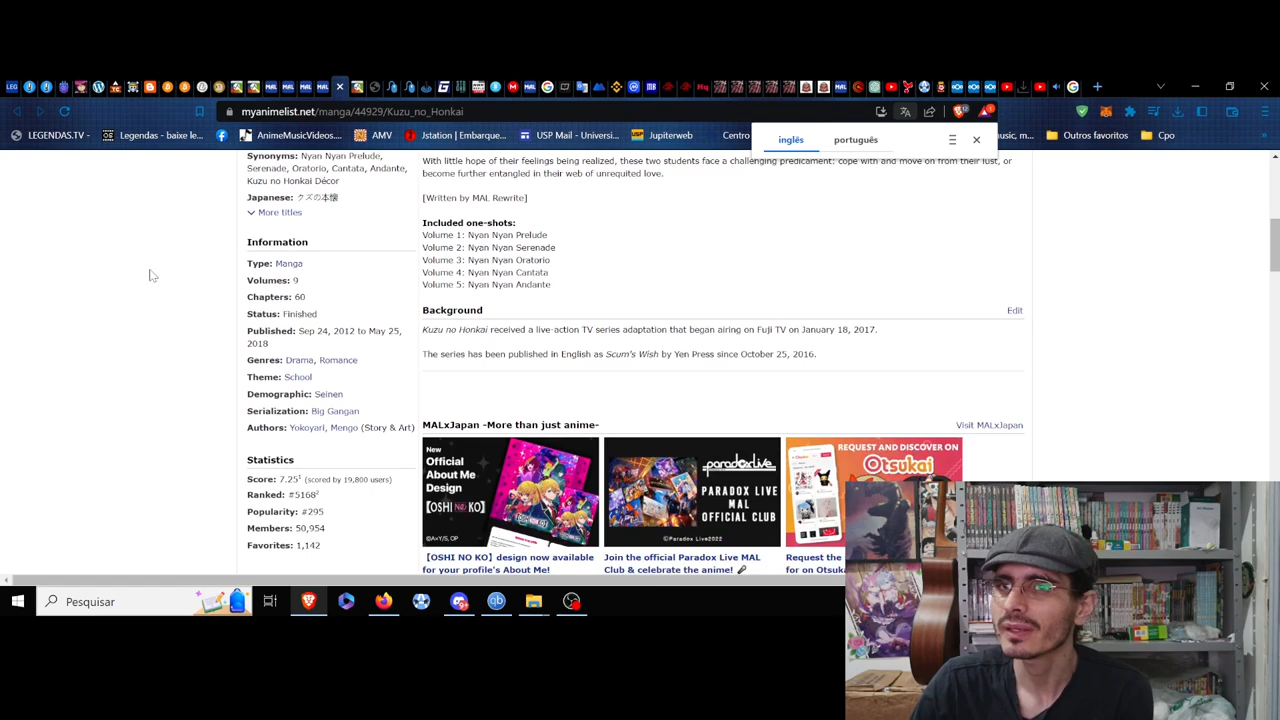 myanimelist.net/manga/44929/Kuzu_no_Honkai
LEGENDAS.TV -
Legendas - baixe le...
AnimeMusicVideos....
AMV
Jstation | Embarque...
USP Mail - Universi...
Jupiterweb
Centro
music, m...
Outros favoritos
Cpo
inglês
português
Synonyms: Nyan Nyan Prelude,
Serenade, Oratorio, Cantata, Andante,
Kuzu no Honkai Décor
Japanese: クズの本懐
More titles
Information
Type: Manga
Volumes: 9
Chapters: 60
Status: Finished
Published: Sep 24, 2012 to May 25,
2018
Genres: Drama, Romance
Theme: School
Demographic: Seinen
Serialization: Big Gangan
Authors: Yokoyari, Mengo (Story & Art)
Statistics
Score: 7.25¹ (scored by 19,800 users)
Ranked: #5168²
Popularity: #295
Members: 50,954
Favorites: 1,142
With little hope of their feelings being realized, these two students face a challenging predicament: cope with and move on from their lust, or
become further entangled in their web of unrequited love.
[Written by MAL Rewrite]
Included one-shots:
Volume 1: Nyan Nyan Prelude
Volume 2: Nyan Nyan Serenade
Volume 3: Nyan Nyan Oratorio
Volume 4: Nyan Nyan Cantata
Volume 5: Nyan Nyan Andante
Background
Edit
Kuzu no Honkai received a live-action TV series adaptation that began airing on Fuji TV on January 18, 2017.
The series has been published in English as Scum's Wish by Yen Press since October 25, 2016.
MALxJapan -More than just anime-
Visit MALxJapan
New
Official
About Me
Design
【OSHI NO KO】
©A×Y/S, OP
paradoxlive
PARADOX LIVE
MAL
OFFICIAL CLUB
©Paradox Live2022
REQUEST AND DISCOVER ON
Otsukai
【OSHI NO KO】 design now available
for your profile's About Me!
Join the official Paradox Live MAL
Club & celebrate the anime! 🎤
Request the
for on Otsuka
Pesquisar